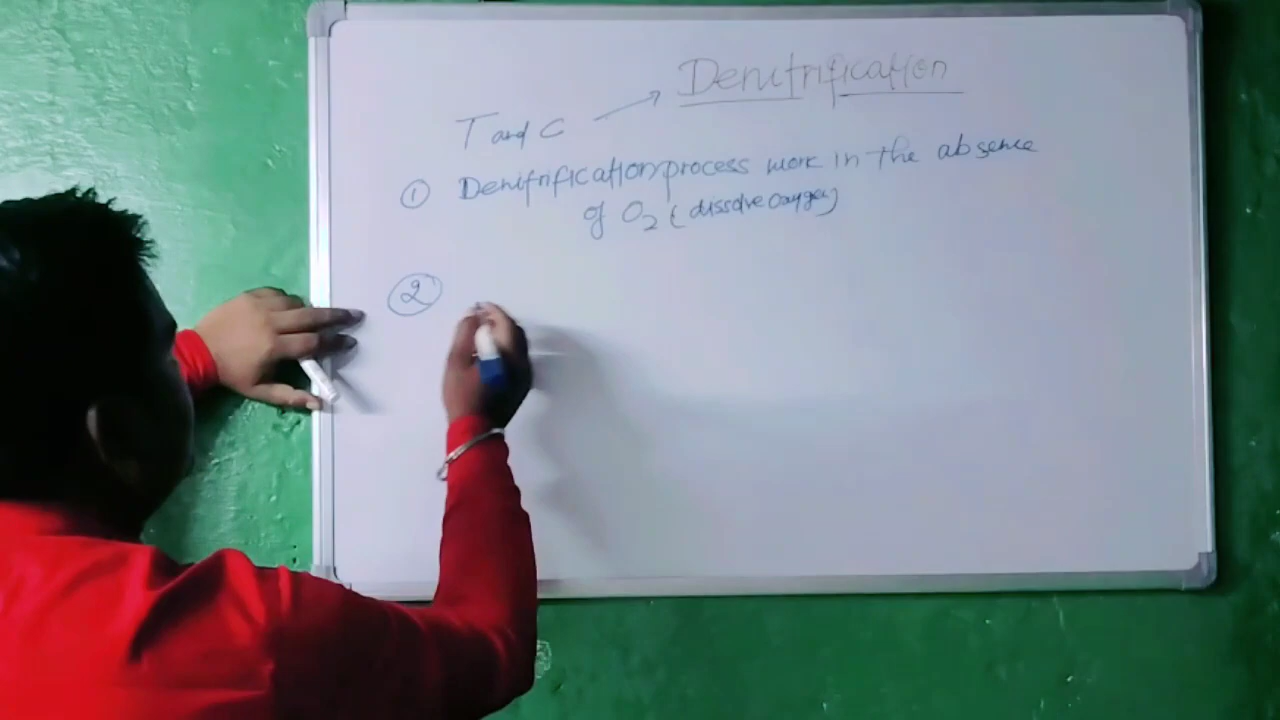 Denitrification
T and C →
① Denitrification process work in the absence
of O₂ (dissolve oxygen)
②